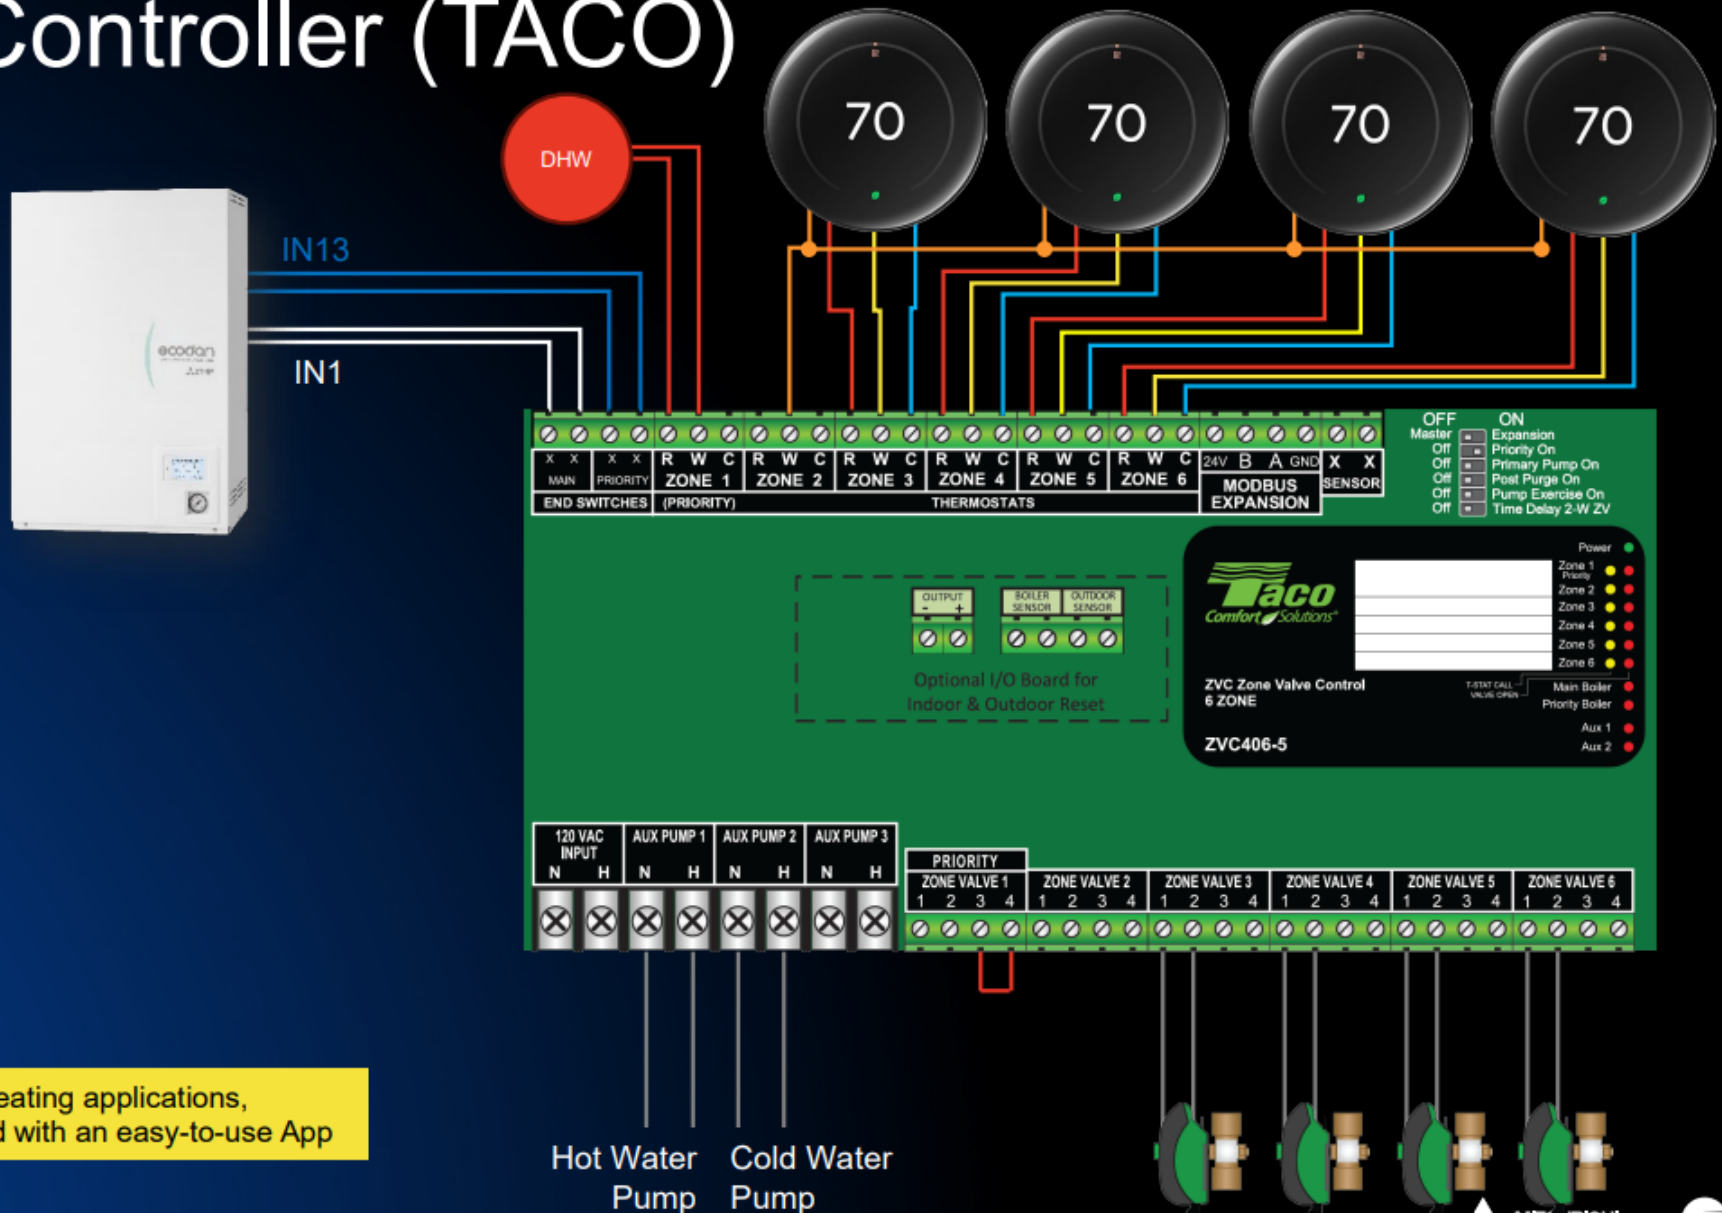 Controller (TACO)
70
70
70
70
DHW
IN13
IN1
ecodan
OFF ON
Master Expansion
Off Priority On
Off Primary Pump On
Off Post Purge On
Off Pump Exercise On
Off Time Delay 2-W ZV
X X X X R W C R W C R W C R W C R W C R W C 24V B A GND X X
MAIN PRIORITY ZONE 1 ZONE 2 ZONE 3 ZONE 4 ZONE 5 ZONE 6 MODBUS EXPANSION SENSOR
END SWITCHES (PRIORITY) THERMOSTATS
OUTPUT
- +
BOILER SENSOR
OUTDOOR SENSOR
Optional I/O Board for
Indoor & Outdoor Reset
Taco
Comfort Solutions
ZVC Zone Valve Control
6 ZONE
ZVC406-5
Power
Zone 1
Priority
Zone 2
Zone 3
Zone 4
Zone 5
Zone 6
T-STAT CALL
VALVE OPEN
Main Boiler
Priority Boiler
Aux 1
Aux 2
120 VAC INPUT AUX PUMP 1 AUX PUMP 2 AUX PUMP 3
N H N H N H N H
PRIORITY
ZONE VALVE 1 ZONE VALVE 2 ZONE VALVE 3 ZONE VALVE 4 ZONE VALVE 5 ZONE VALVE 6
1 2 3 4 1 2 3 4 1 2 3 4 1 2 3 4 1 2 3 4 1 2 3 4
eating applications,
d with an easy-to-use App
Hot Water
Pump
Cold Water
Pump